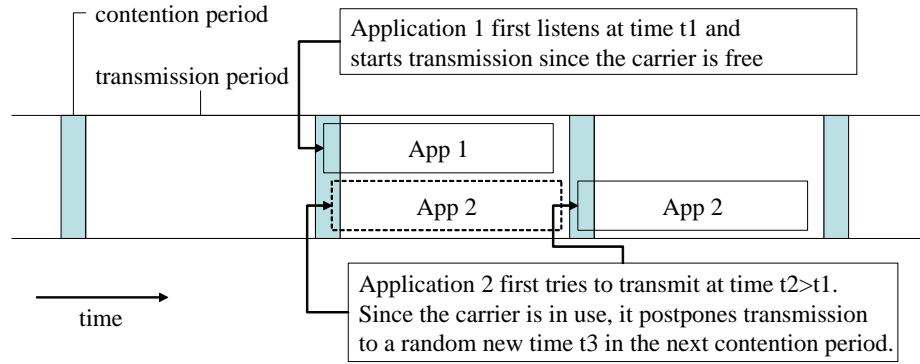 contention period
Application 1 first listens at time t1 and
starts transmission since the carrier is free
transmission period
App 1
App 2
App 2
Application 2 first tries to transmit at time t2>t1.
Since the carrier is in use, it postpones transmission
to a random new time t3 in the next contention period.
time